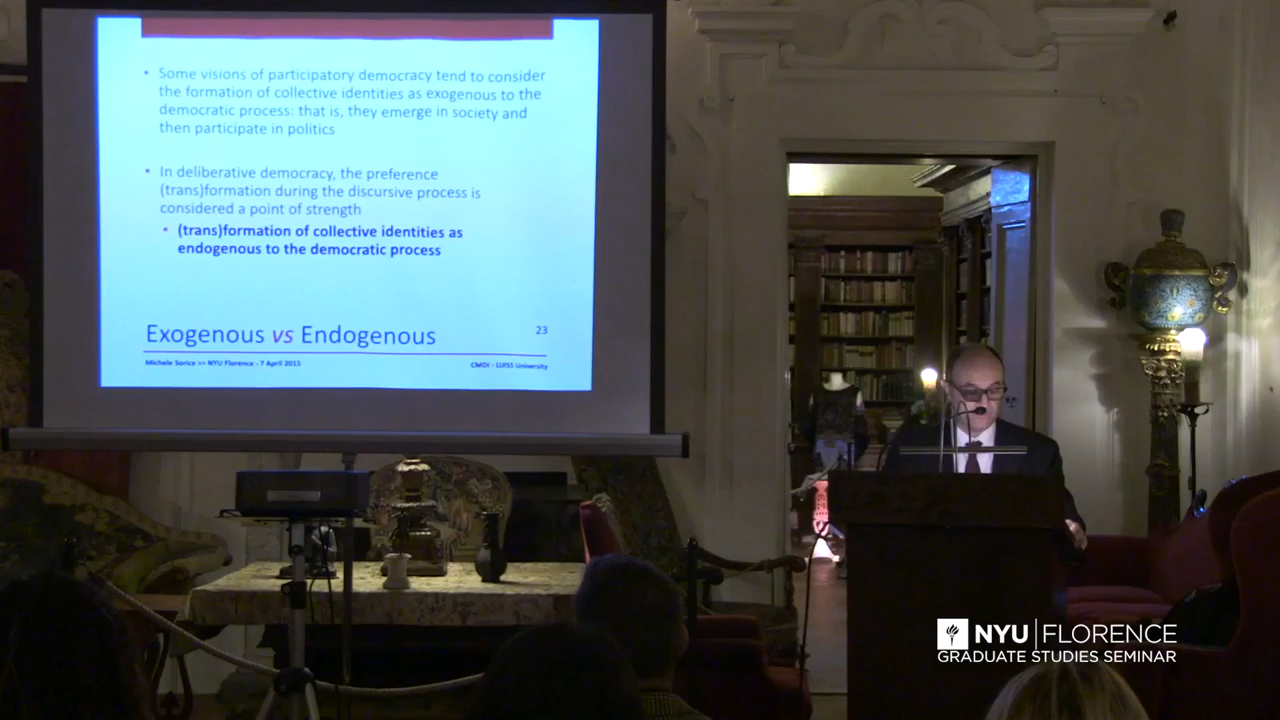 • Some visions of participatory democracy tend to consider
the formation of collective identities as exogenous to the
democratic process: that is, they emerge in society and
then participate in politics
• In deliberative democracy, the preference
(trans)formation during the discursive process is
considered a point of strength
• (trans)formation of collective identities as
endogenous to the democratic process
Exogenous vs Endogenous
23
Michele Sorice >> NYU Florence - 7 April 2015
CMDI - LUISS University
NYU FLORENCE
GRADUATE STUDIES SEMINAR